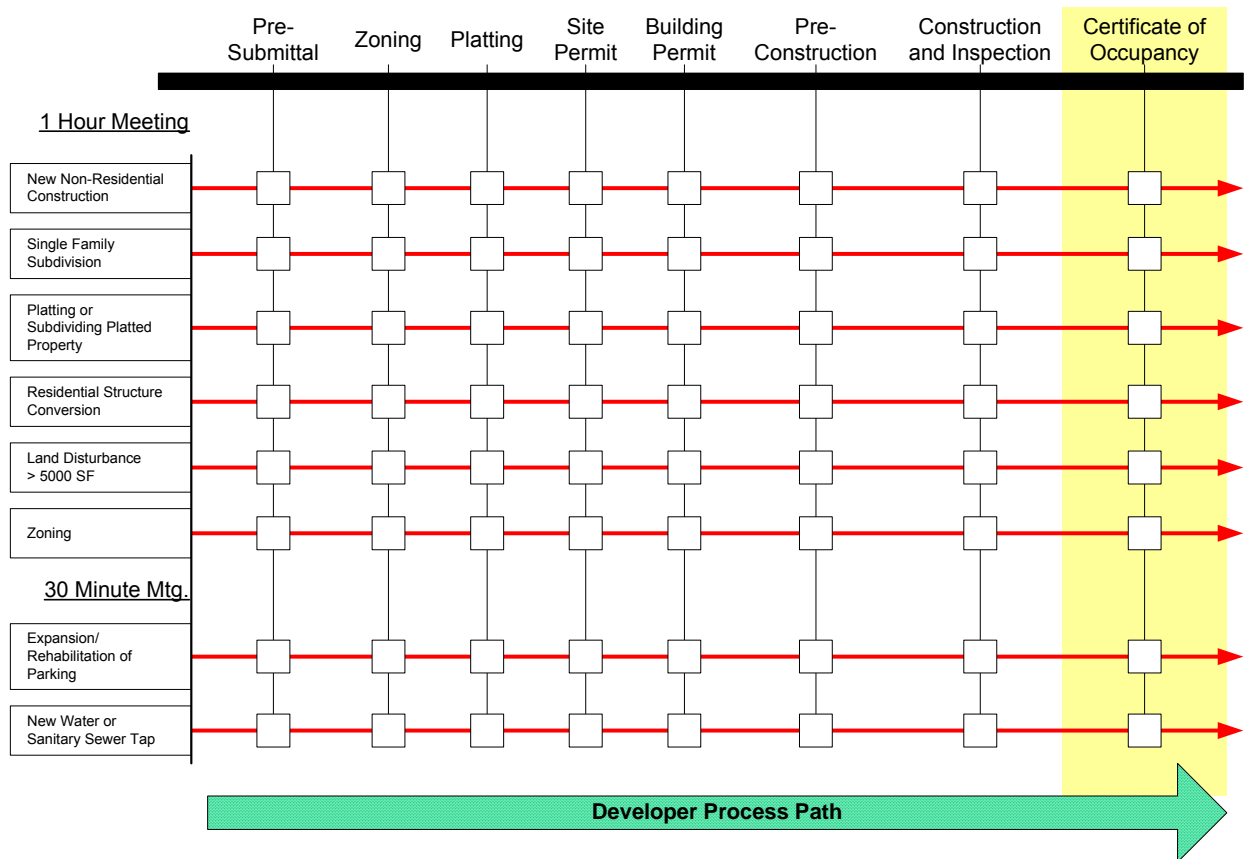 Pre-
Submittal
Zoning
Platting
Site
Permit
Building
Permit
Pre-
Construction
Construction
and Inspection
Certificate of
Occupancy
1 Hour Meeting
New Non-Residential
Construction
Single Family
Subdivision
Platting or
Subdividing Platted
Property
Residential Structure
Conversion
Land Disturbance
> 5000 SF
Zoning
30 Minute Mtg.
Expansion/
Rehabilitation of
Parking
New Water or
Sanitary Sewer Tap
Developer Process Path